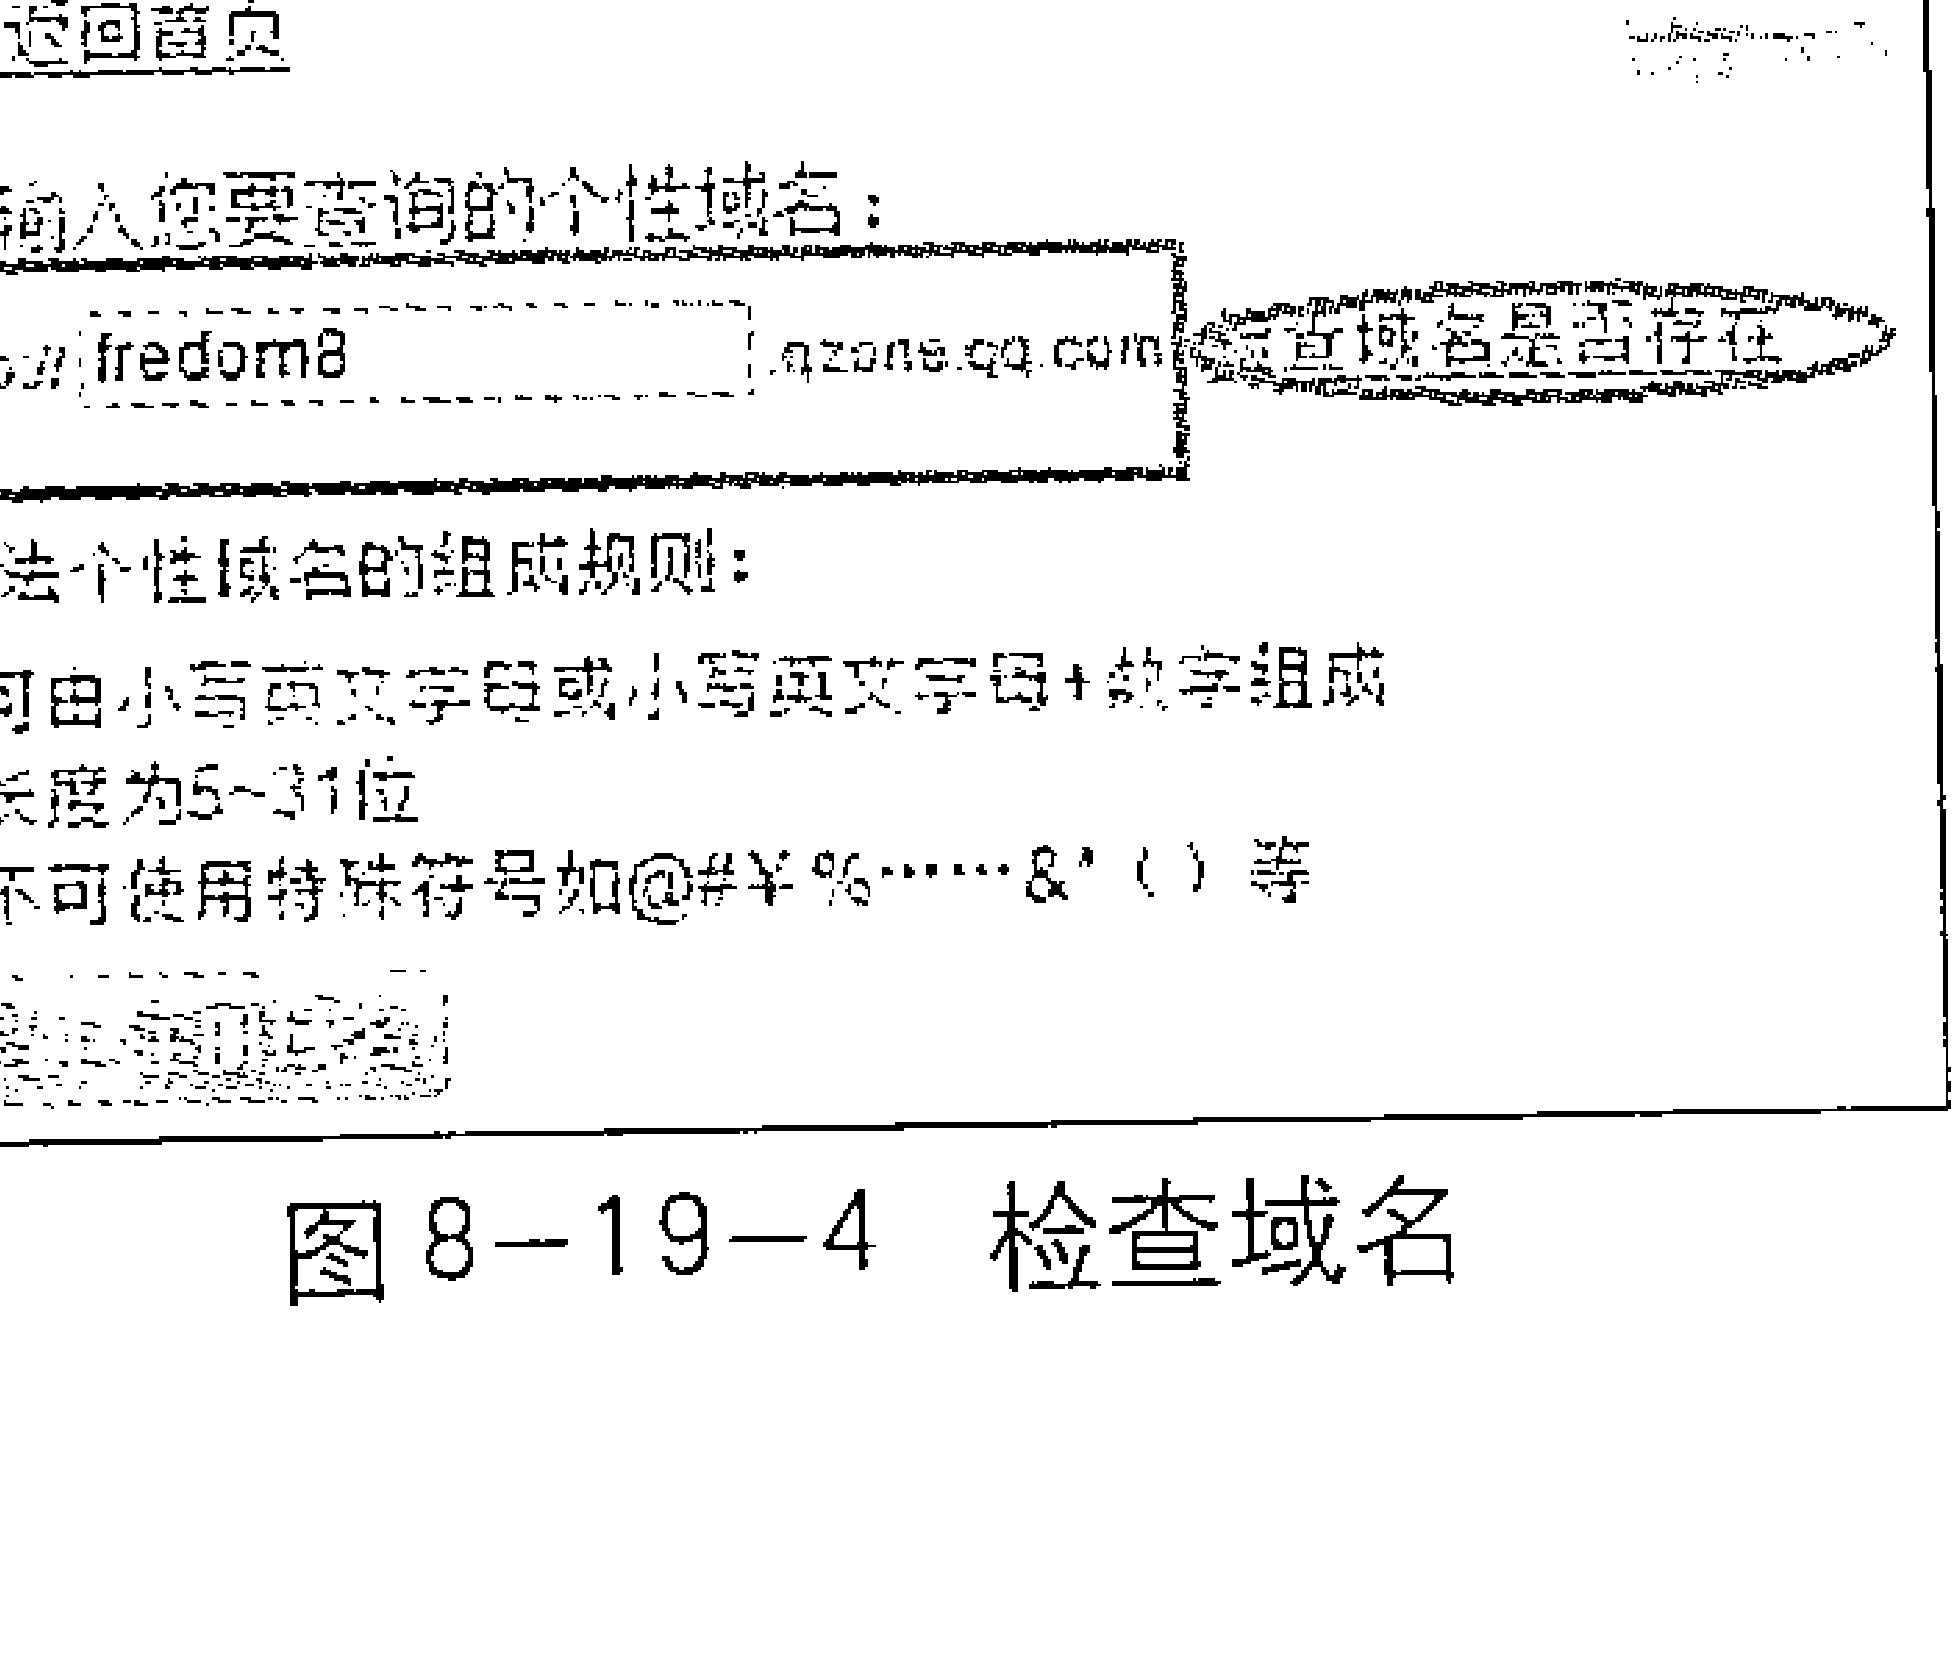 返回首页
输入您要查询的个性域名：
p://fredom8.qzone.qq.com 查域名是否存在
法个性域名的组成规则：
可由小写英文字母或小写英文字母+数字组成
长度为5~31位
不可使用特殊符号如@#¥%……&*（）等
图8-19-4 检查域名